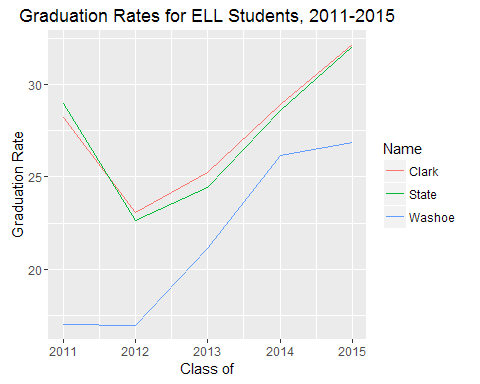 Graduation Rates for ELL Students, 2011-2015
30
25
20
Graduation Rate
2011 2012 2013 2014 2015
Class of
Name
Clark
State
Washoe